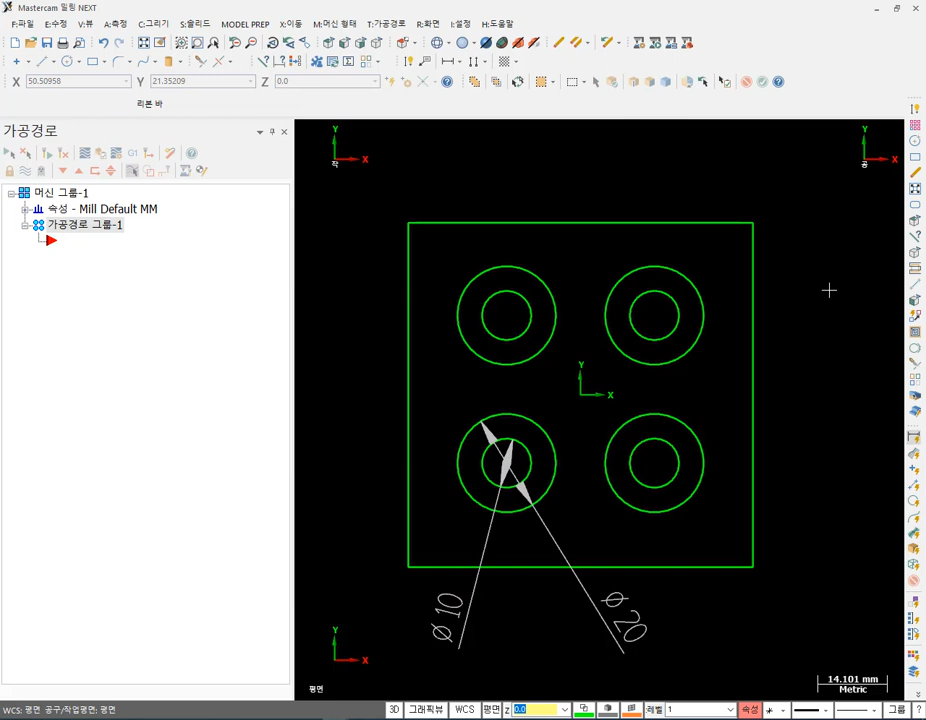 Mastercam 밀링 NEXT
F:파일 E:수정 V:뷰 A:측정 C:그리기 S:솔리드 MODEL PREP X:이동 M:머신 형태 T:가공경로 R:화면 I:설정 H:도움말
X 50.50958 Y 21.35209 Z 0.0
리본 바
가공경로
G1
머신 그룹-1
속성 - Mill Default MM
가공경로 그룹-1
Y
X
Y
X
Y
X
Ø 10
Ø 20
Y
X
평면
14.101 mm
Metric
WCS: 평면 공구/작업평면: 평면
3D 그래픽뷰 WCS 평면 Z 0.0 레벨 1 속성 그룹 ?